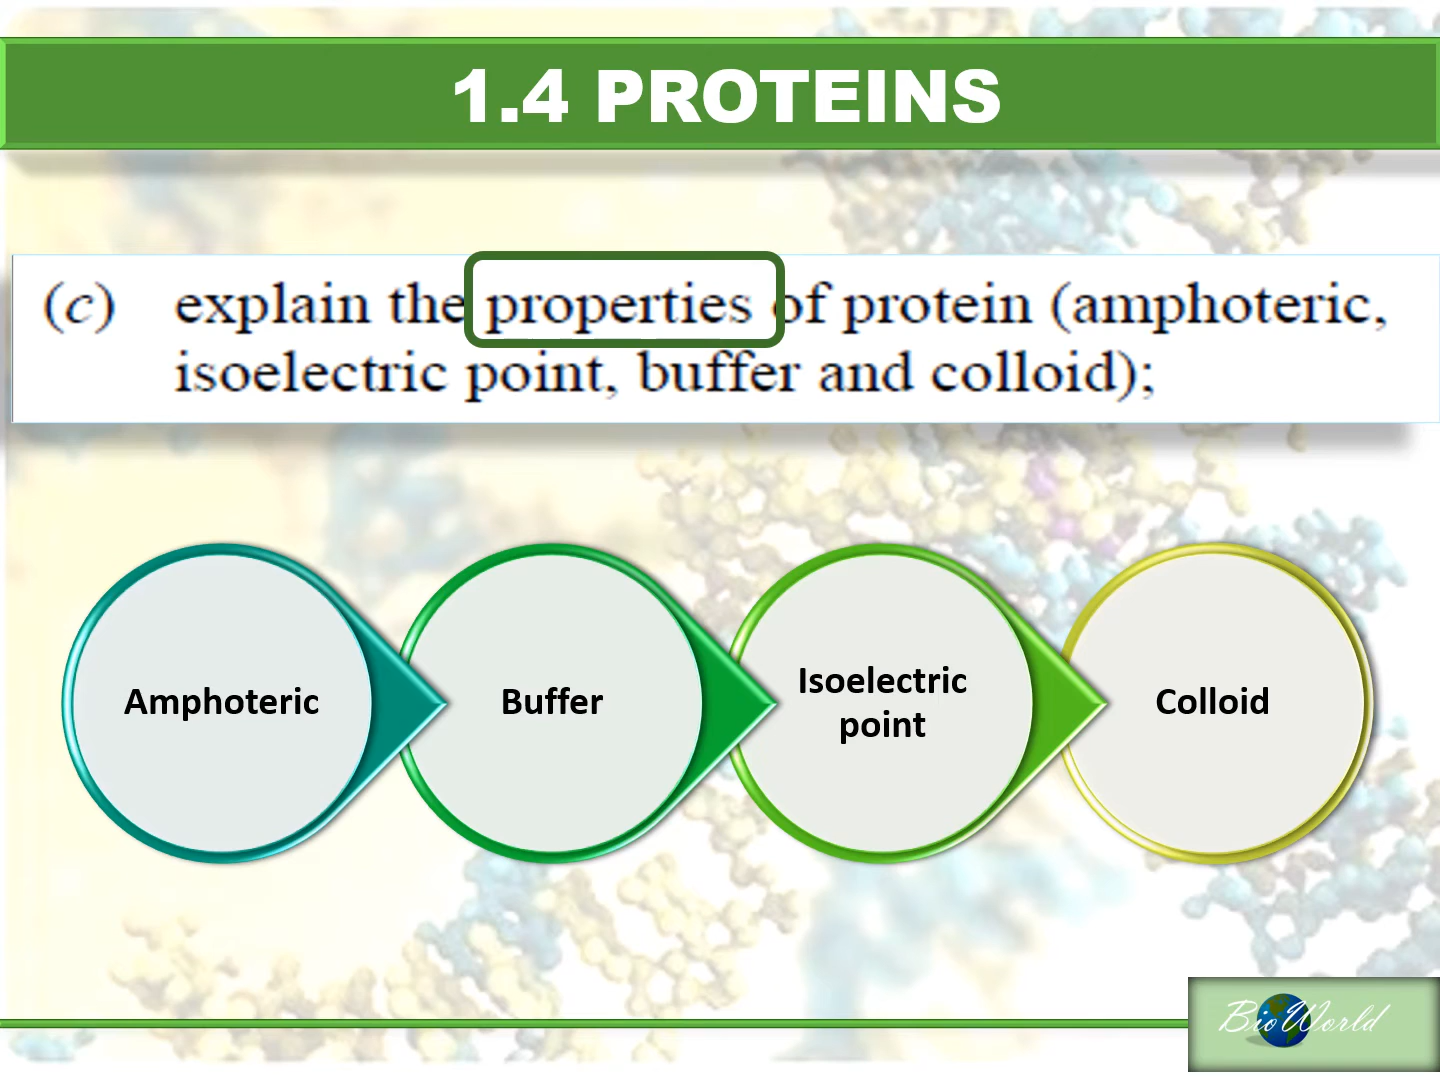 1.4 PROTEINS
(c) explain the properties of protein (amphoteric,
isoelectric point, buffer and colloid);
Amphoteric
Buffer
Isoelectric
point
Colloid
BioWorld